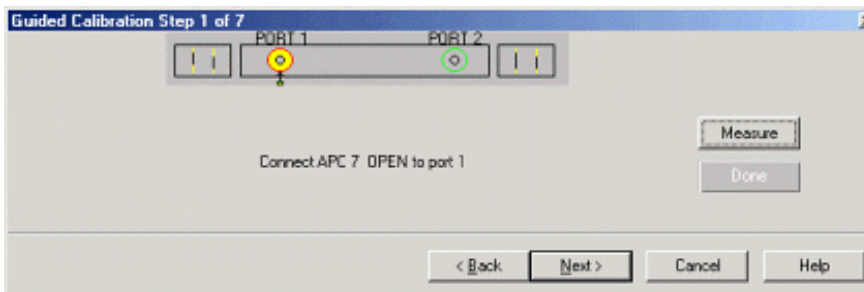 Guided Calibration Step 1 of 7
PORT 1 PORT 2
Connect APC 7 OPEN to port 1
Measure
Done
< Back Next > Cancel Help